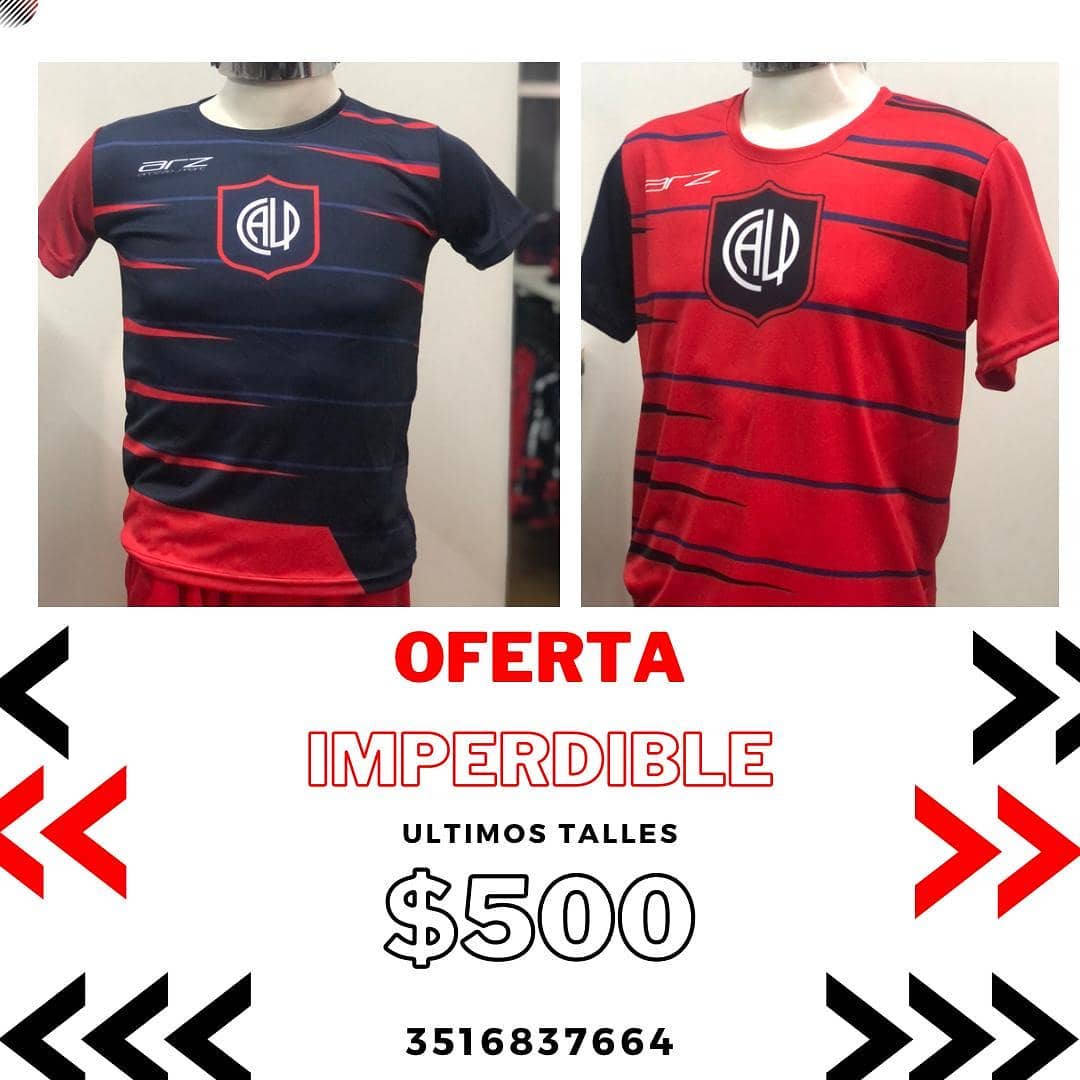 arz
CALP
arz
CALP
OFERTA
IMPERDIBLE
ULTIMOS TALLES
$500
3516837664